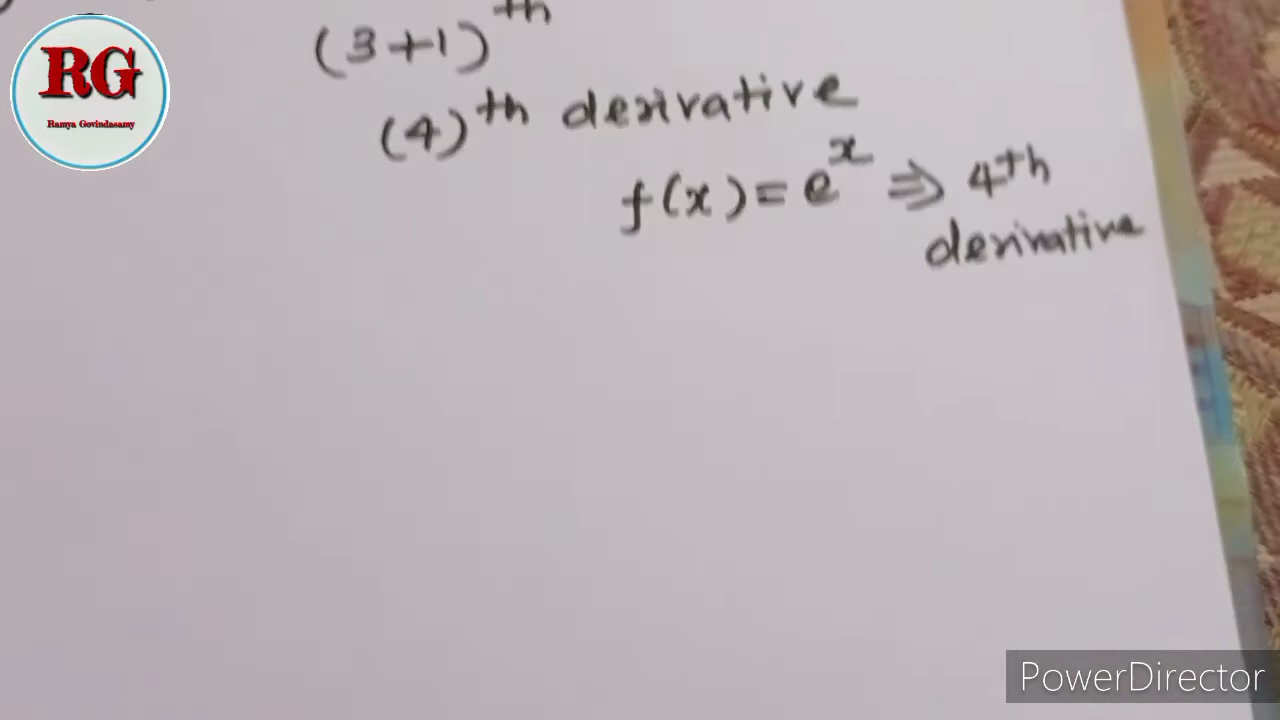 RG
Ramya Govindasamy
(3+1)th
(4)th derivative
f(x) = e^x ⇒ 4th
derivative
PowerDirector